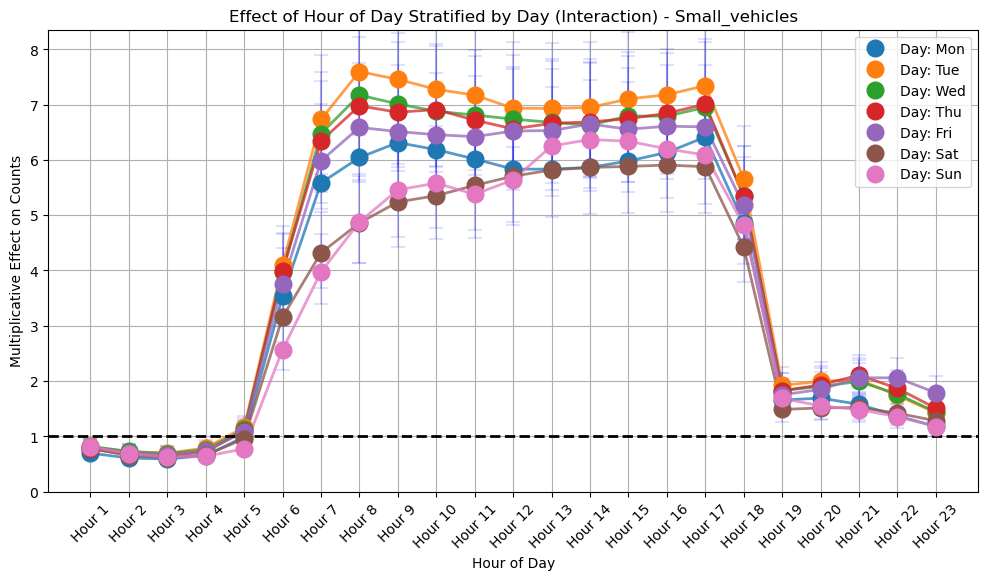 Effect of Hour of Day Stratified by Day (Interaction) - Small_vehicles
Multiplicative Effect on Counts
8
7
6
5
4
3
2
1
0
Day: Mon
Day: Tue
Day: Wed
Day: Thu
Day: Fri
Day: Sat
Day: Sun
Hour 1
Hour 2
Hour 3
Hour 4
Hour 5
Hour 6
Hour 7
Hour 8
Hour 9
Hour 10
Hour 11
Hour 12
Hour 13
Hour 14
Hour 15
Hour 16
Hour 17
Hour 18
Hour 19
Hour 20
Hour 21
Hour 22
Hour 23
Hour of Day